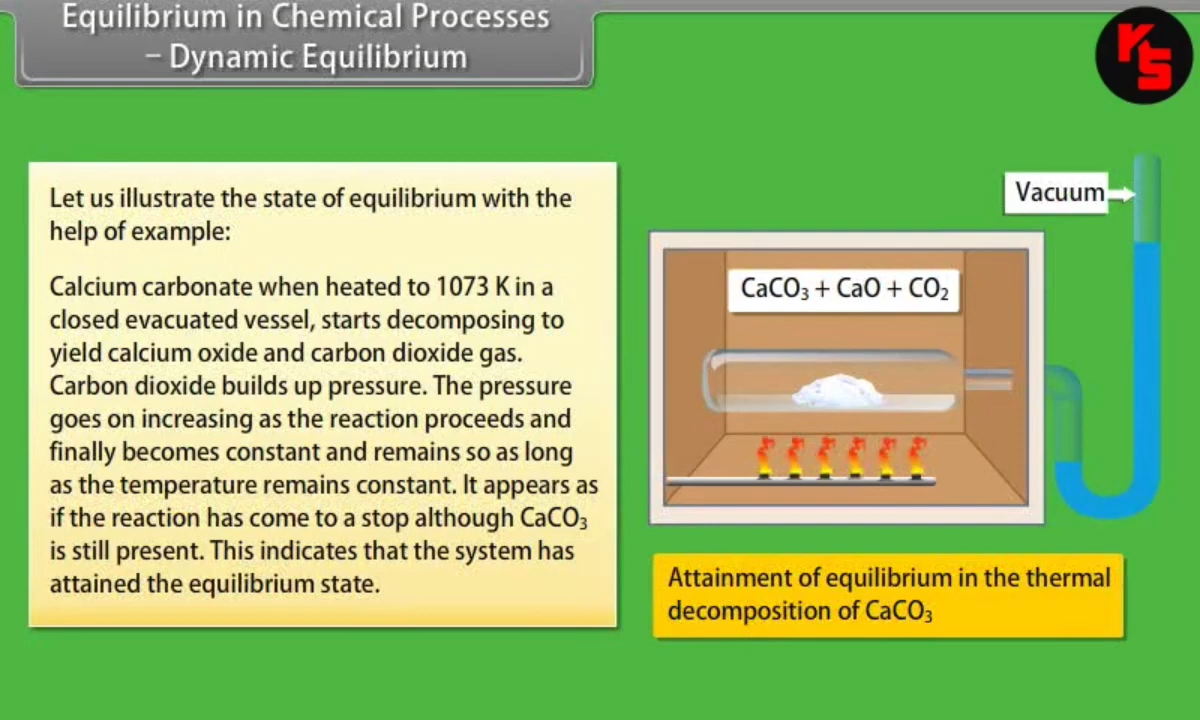 Equilibrium in Chemical Processes
– Dynamic Equilibrium
KTS
Let us illustrate the state of equilibrium with the
help of example:
Calcium carbonate when heated to 1073 K in a
closed evacuated vessel, starts decomposing to
yield calcium oxide and carbon dioxide gas.
Carbon dioxide builds up pressure. The pressure
goes on increasing as the reaction proceeds and
finally becomes constant and remains so as long
as the temperature remains constant. It appears as
if the reaction has come to a stop although CaCO₃
is still present. This indicates that the system has
attained the equilibrium state.
Vacuum
CaCO₃ + CaO + CO₂
Attainment of equilibrium in the thermal
decomposition of CaCO₃